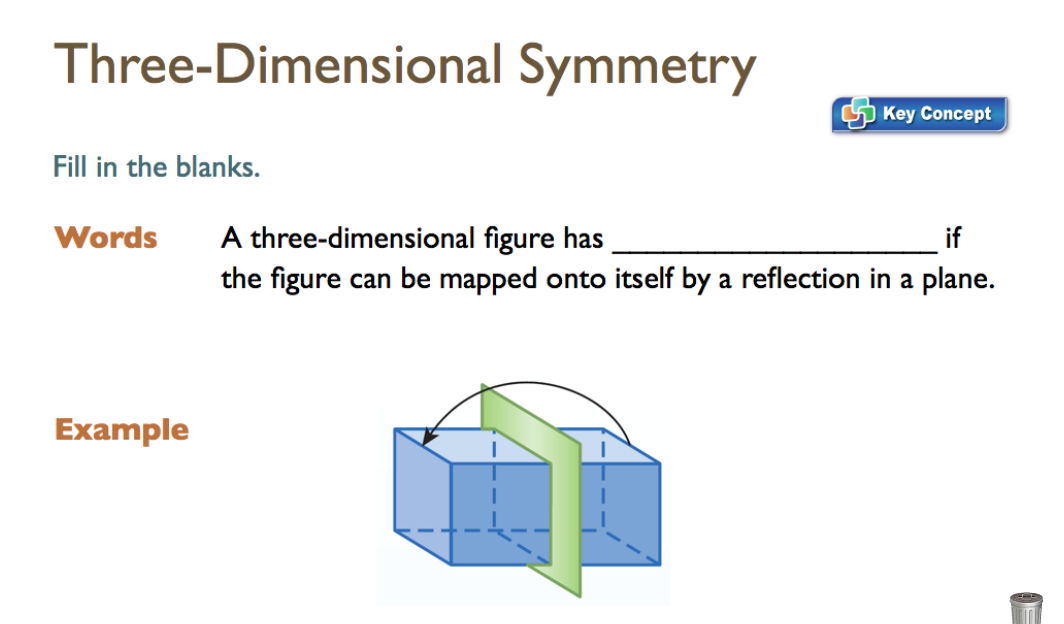 Three-Dimensional Symmetry
Key Concept
Fill in the blanks.
Words A three-dimensional figure has ____________________ if
the figure can be mapped onto itself by a reflection in a plane.
Example